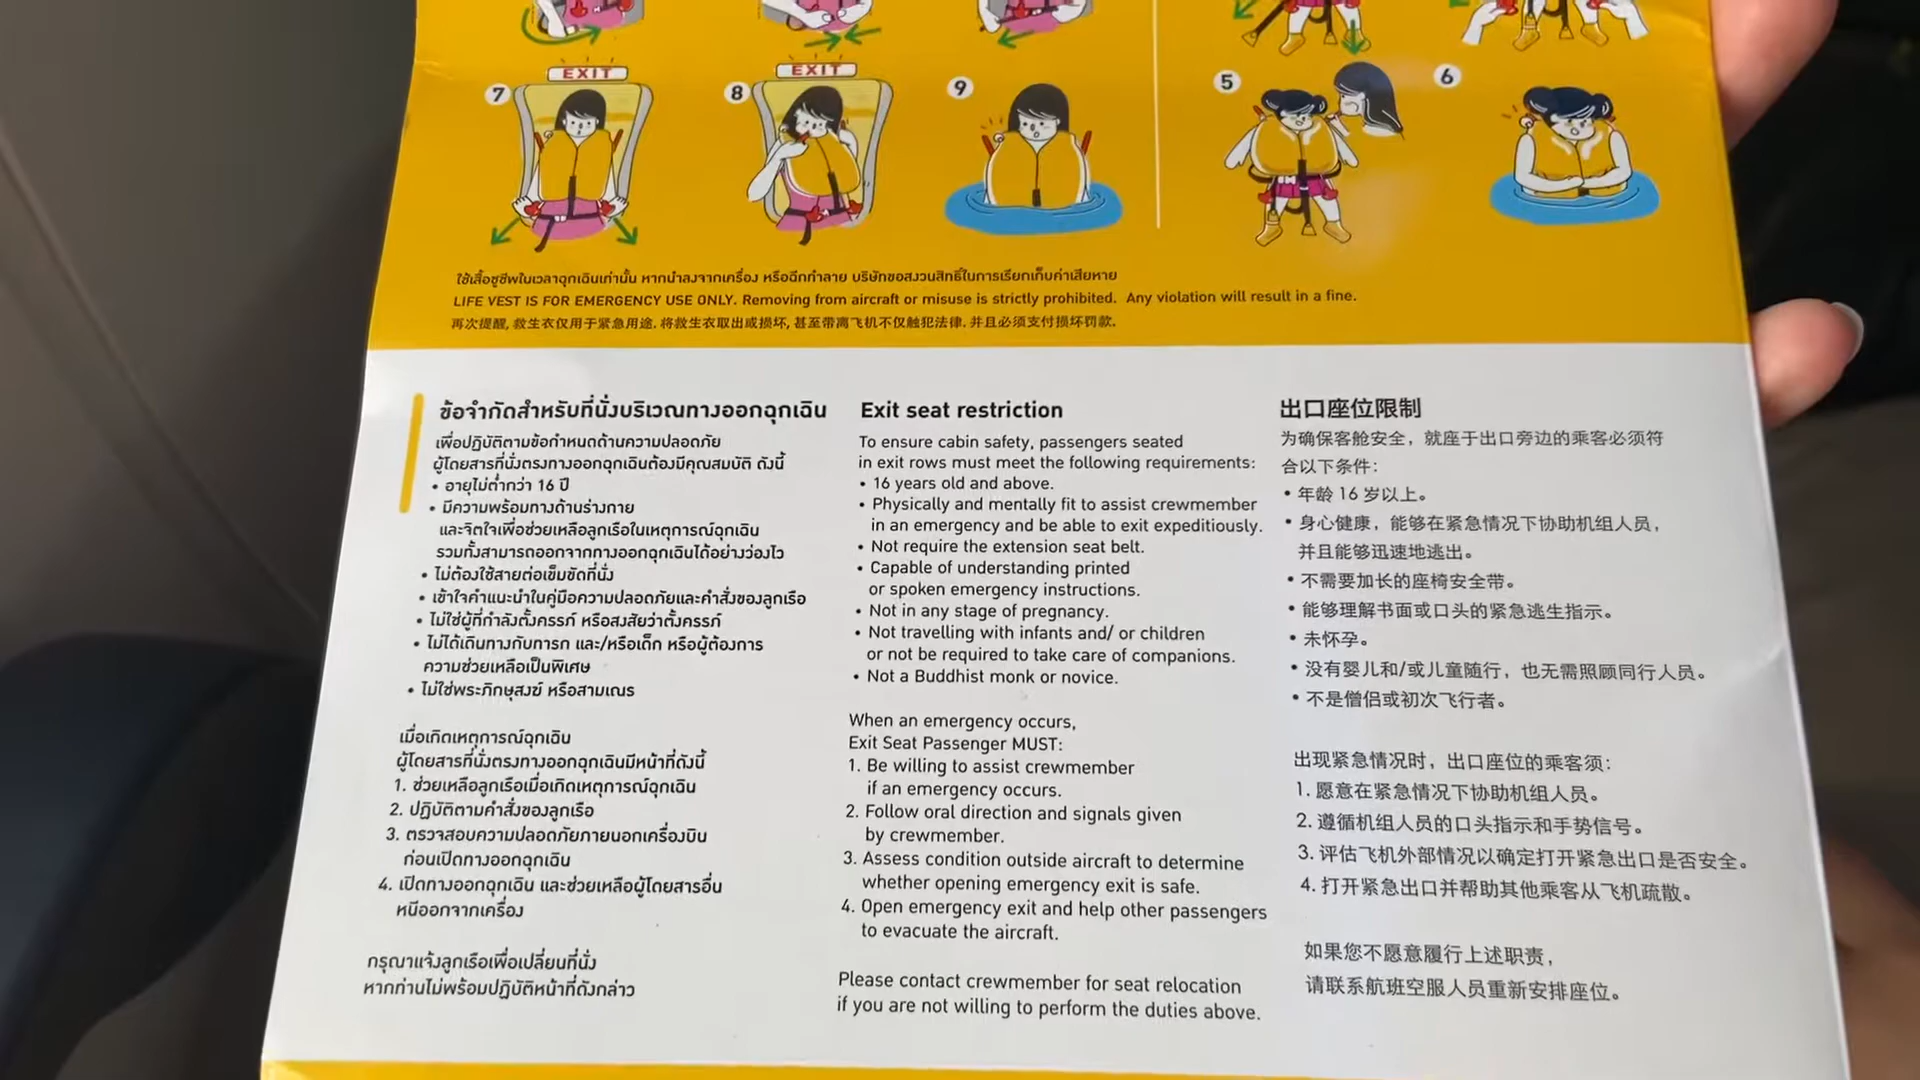 EXIT
EXIT
7
8
9
5
6
ใช้เสื้อชูชีพในเวลาฉุกเฉินเท่านั้น หากนำลงจากเครื่อง หรือฉีกทำลาย บริษัทขอสงวนสิทธิ์ในการเรียกเก็บค่าเสียหาย
LIFE VEST IS FOR EMERGENCY USE ONLY. Removing from aircraft or misuse is strictly prohibited. Any violation will result in a fine.
再次提醒, 救生衣仅用于紧急用途. 将救生衣取出或损坏, 甚至带离飞机不仅触犯法律. 并且必须支付损坏罚款.
ข้อจำกัดสำหรับที่นั่งบริเวณทางออกฉุกเฉิน
เพื่อปฏิบัติตามข้อกำหนดด้านความปลอดภัย
ผู้โดยสารที่นั่งตรงทางออกฉุกเฉินต้องมีคุณสมบัติ ดังนี้
• อายุไม่ต่ำกว่า 16 ปี
• มีความพร้อมทางด้านร่างกาย
และจิตใจเพื่อช่วยเหลือลูกเรือในเหตุการณ์ฉุกเฉิน
รวมทั้งสามารถออกจากทางออกฉุกเฉินได้อย่างว่องไว
• ไม่ต้องใช้สายต่อเข็มขัดที่นั่ง
• เข้าใจคำแนะนำในคู่มือความปลอดภัยและคำสั่งของลูกเรือ
• ไม่ใช่ผู้ที่กำลังตั้งครรภ์ หรือสงสัยว่าตั้งครรภ์
• ไม่ได้เดินทางกับทารก และ/หรือเด็ก หรือผู้ต้องการ
ความช่วยเหลือเป็นพิเศษ
• ไม่ใช่พระภิกษุสงฆ์ หรือสามเณร
เมื่อเกิดเหตุการณ์ฉุกเฉิน
ผู้โดยสารที่นั่งตรงทางออกฉุกเฉินมีหน้าที่ดังนี้
1. ช่วยเหลือลูกเรือเมื่อเกิดเหตุการณ์ฉุกเฉิน
2. ปฏิบัติตามคำสั่งของลูกเรือ
3. ตรวจสอบความปลอดภัยภายนอกเครื่องบิน
ก่อนเปิดทางออกฉุกเฉิน
4. เปิดทางออกฉุกเฉิน และช่วยเหลือผู้โดยสารอื่น
หนีออกจากเครื่อง
กรุณาแจ้งลูกเรือเพื่อเปลี่ยนที่นั่ง
หากท่านไม่พร้อมปฏิบัติหน้าที่ดังกล่าว
Exit seat restriction
To ensure cabin safety, passengers seated
in exit rows must meet the following requirements:
• 16 years old and above.
• Physically and mentally fit to assist crewmember
in an emergency and be able to exit expeditiously.
• Not require the extension seat belt.
• Capable of understanding printed
or spoken emergency instructions.
• Not in any stage of pregnancy.
• Not travelling with infants and/ or children
or not be required to take care of companions.
• Not a Buddhist monk or novice.
When an emergency occurs,
Exit Seat Passenger MUST:
1. Be willing to assist crewmember
if an emergency occurs.
2. Follow oral direction and signals given
by crewmember.
3. Assess condition outside aircraft to determine
whether opening emergency exit is safe.
4. Open emergency exit and help other passengers
to evacuate the aircraft.
Please contact crewmember for seat relocation
if you are not willing to perform the duties above.
出口座位限制
为确保客舱安全，就座于出口旁边的乘客必须符
合以下条件:
• 年龄 16 岁以上。
• 身心健康，能够在紧急情况下协助机组人员，
并且能够迅速地逃出。
• 不需要加长的座椅安全带。
• 能够理解书面或口头的紧急逃生指示。
• 未怀孕。
• 没有婴儿和/或儿童随行，也无需照顾同行人员。
• 不是僧侣或初次飞行者。
出现紧急情况时，出口座位的乘客须:
1. 愿意在紧急情况下协助机组人员。
2. 遵循机组人员的口头指示和手势信号。
3. 评估飞机外部情况以确定打开紧急出口是否安全。
4. 打开紧急出口并帮助其他乘客从飞机疏散。
如果您不愿意履行上述职责，
请联系航班空服人员重新安排座位。